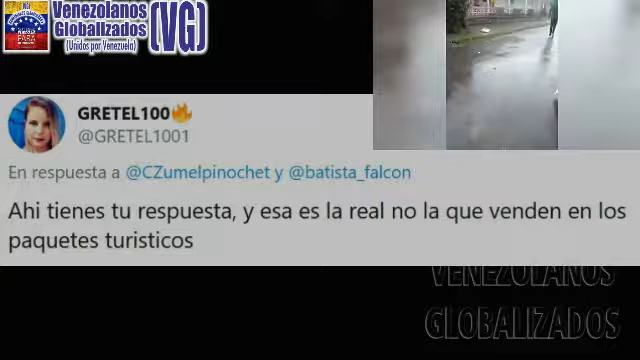 Venezolanos
Globalizados
(Unidos por Venezuela)
(VG)
GRETEL100🔥
@GRETEL1001
En respuesta a @CZumelpinochet y @batista_falcon
Ahi tienes tu respuesta, y esa es la real no la que venden en los
paquetes turisticos
VENEZOLANOS
GLOBALIZADOS